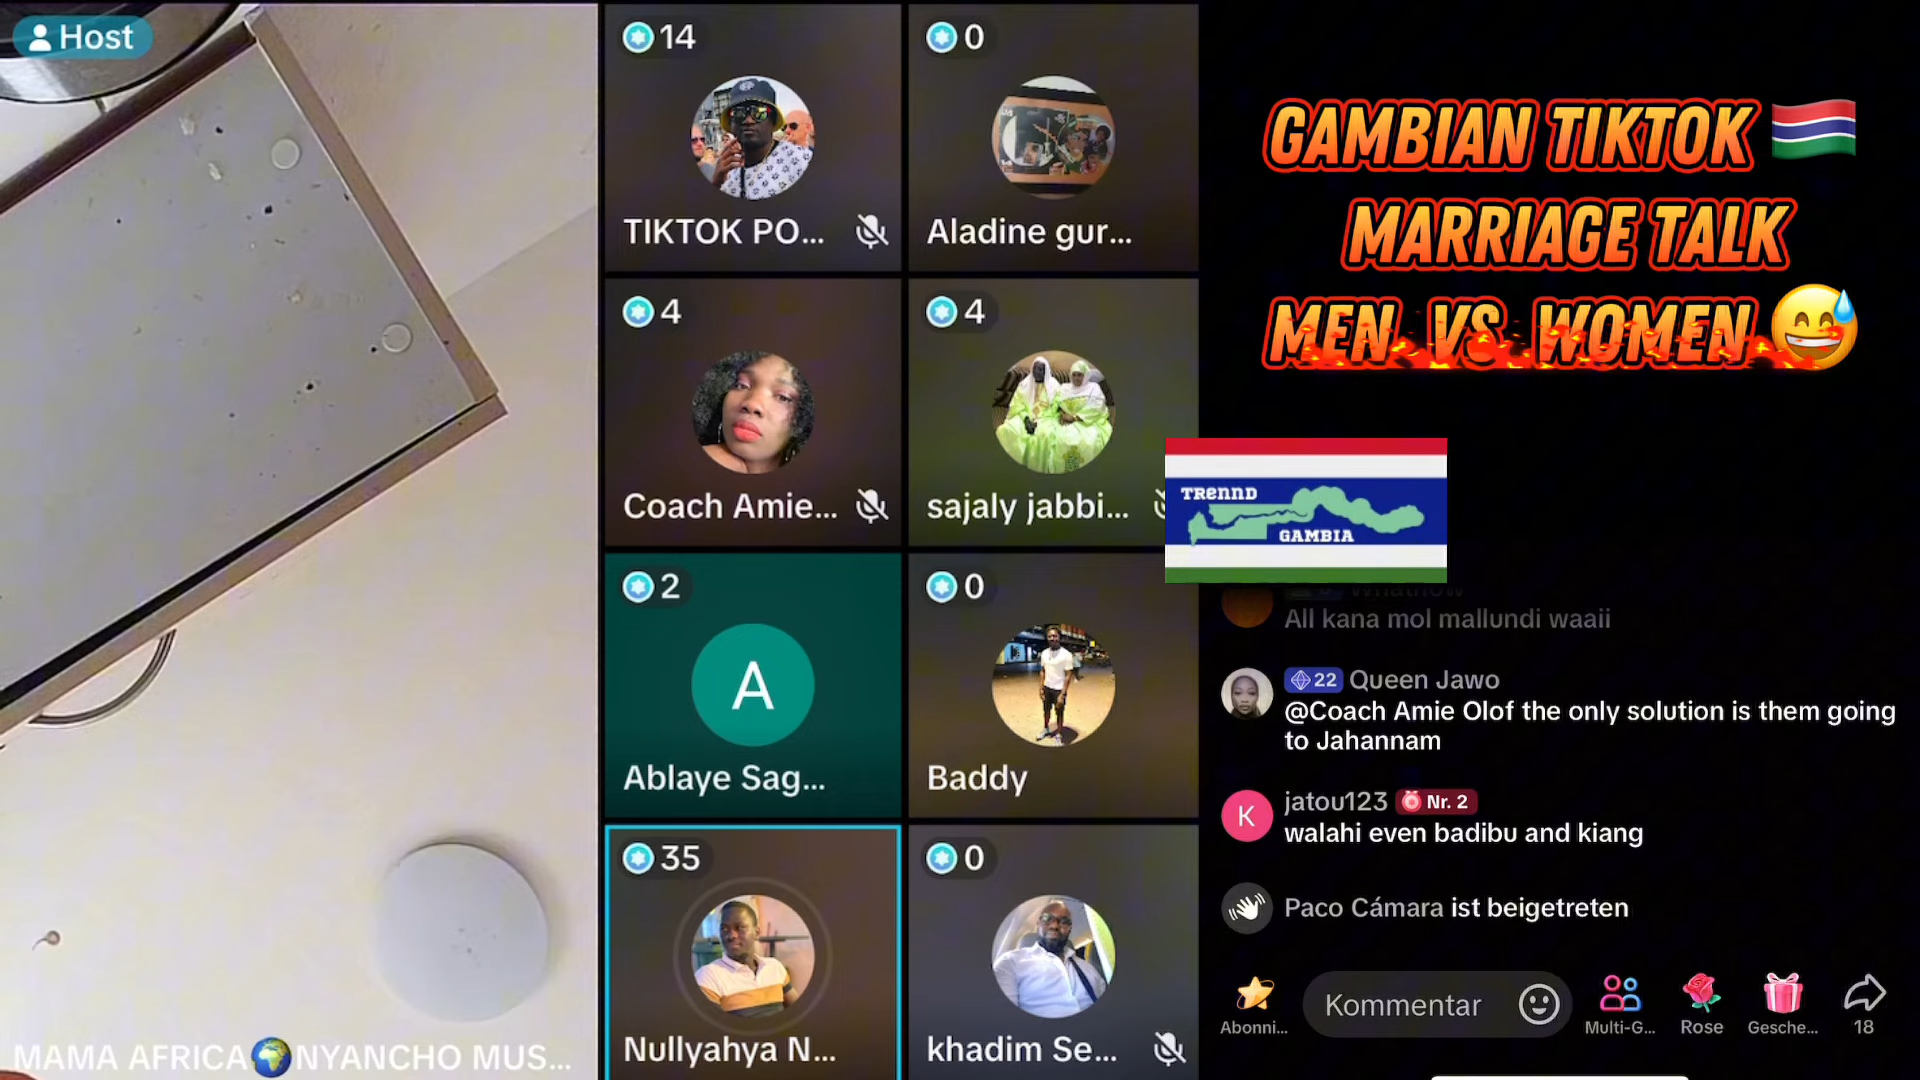 Host
14
0
TIKTOK PO...
Aladine gur...
4
4
Coach Amie...
sajaly jabbi...
2
0
A
Ablaye Sag...
Baddy
35
0
Nullyahya N...
khadim Se...
MAMA AFRICA🌍NYANCHO MUS...
GAMBIAN TIKTOK 🇬🇲
MARRIAGE TALK
MEN VS WOMEN 😅
TRENND
GAMBIA
All kana mol mallundi waaii
22 Queen Jawo
@Coach Amie Olof the only solution is them going
to Jahannam
K
jatou123 Nr. 2
walahi even badibu and kiang
Paco Cámara ist beigetreten
Kommentar
Abonni...
Multi-G...
Rose
Gesche...
18